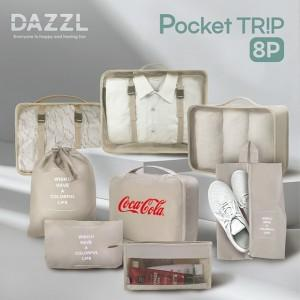 DAZZL
Everyone is happy and having fun
Pocket TR!P
8P
WISH I
HAVE A
COLORFUL
LIFE
Coca-Cola
WISH I
HAVE A
COLORFUL
LIFE
WISH I
HAVE A
COLORFUL
LIFE